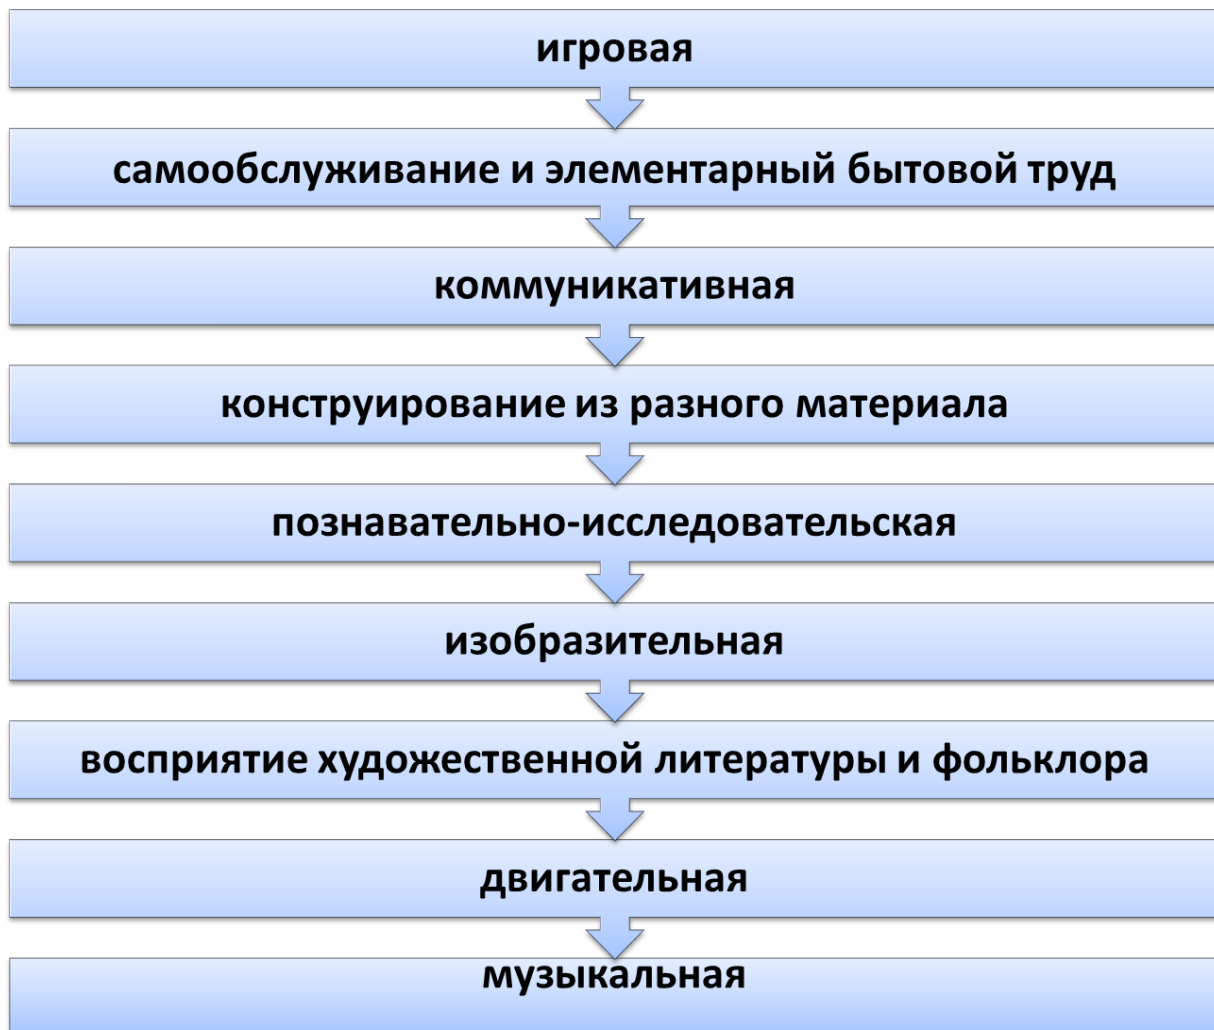 игровая
самообслуживание и элементарный бытовой труд
коммуникативная
конструирование из разного материала
познавательно-исследовательская
изобразительная
восприятие художественной литературы и фольклора
двигательная
музыкальная